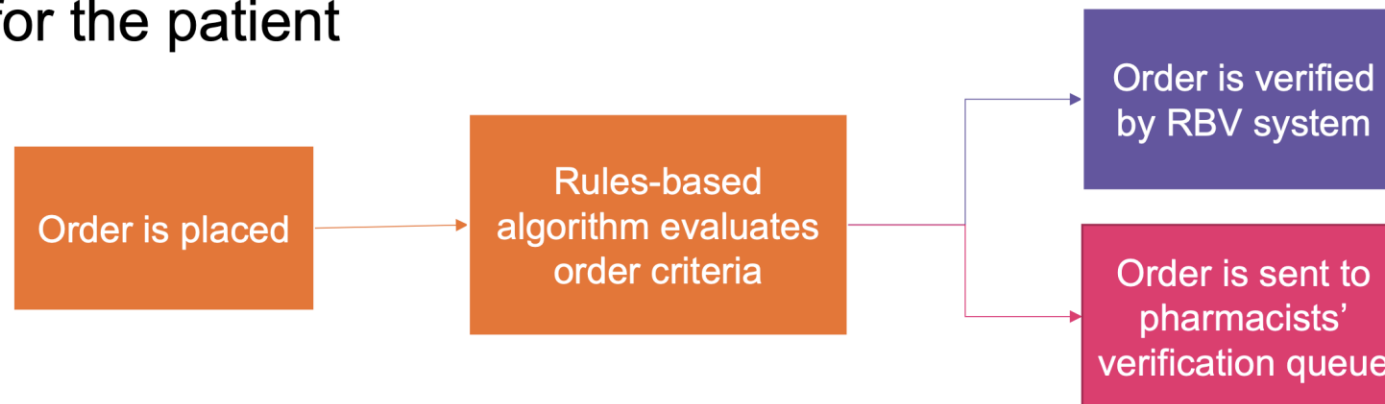 for the patient
Order is placed
Rules-based
algorithm evaluates
order criteria
Order is verified
by RBV system
Order is sent to
pharmacists’
verification queue